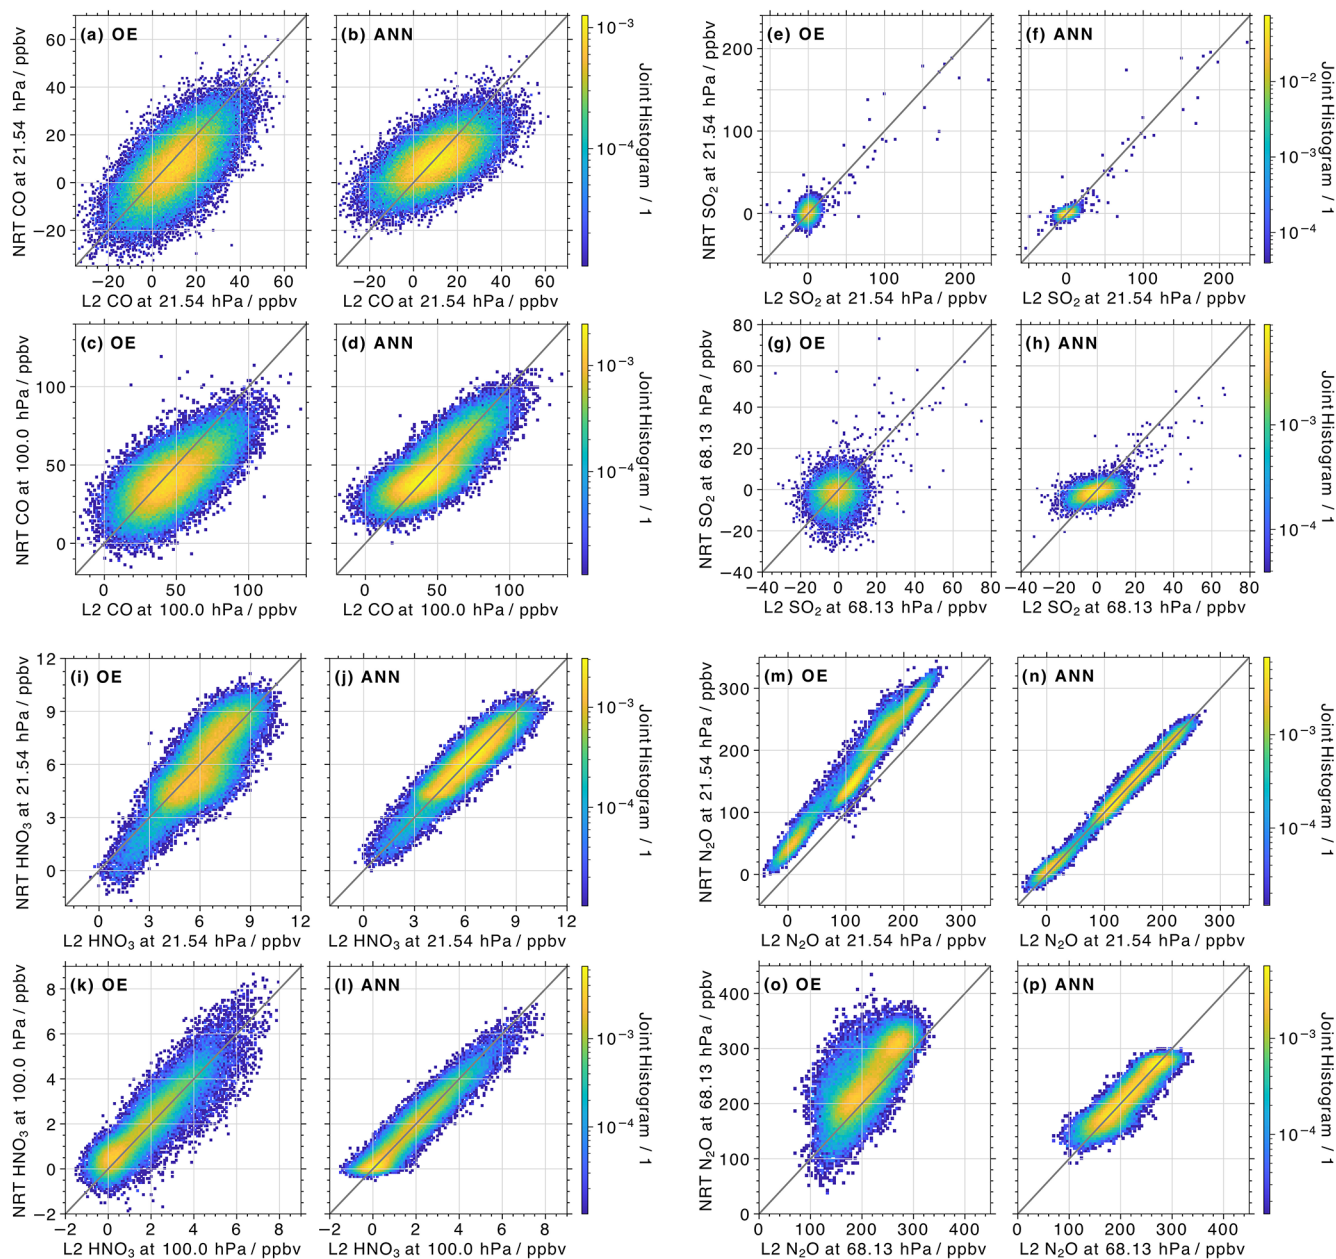 (a) OE
(b) ANN
NRT CO at 21.54 hPa / ppbv
60
40
20
0
−20
−20 0 20 40 60
L2 CO at 21.54 hPa / ppbv
−20 0 20 40 60
L2 CO at 21.54 hPa / ppbv
10−3
10−4
Joint Histogram / 1
(e) OE
(f) ANN
NRT SO2 at 21.54 hPa / ppbv
200
100
0
0 100 200
L2 SO2 at 21.54 hPa / ppbv
0 100 200
L2 SO2 at 21.54 hPa / ppbv
10−2
10−3
10−4
Joint Histogram / 1
(c) OE
(d) ANN
NRT CO at 100.0 hPa / ppbv
100
50
0
0 50 100
L2 CO at 100.0 hPa / ppbv
0 50 100
L2 CO at 100.0 hPa / ppbv
10−3
10−4
Joint Histogram / 1
(g) OE
(h) ANN
NRT SO2 at 68.13 hPa / ppbv
80
60
40
20
0
−20
−40
−40 −20 0 20 40 60 80
L2 SO2 at 68.13 hPa / ppbv
−40 −20 0 20 40 60 80
L2 SO2 at 68.13 hPa / ppbv
10−3
10−4
Joint Histogram / 1
(i) OE
(j) ANN
NRT HNO3 at 21.54 hPa / ppbv
12
9
6
3
0
0 3 6 9 12
L2 HNO3 at 21.54 hPa / ppbv
0 3 6 9 12
L2 HNO3 at 21.54 hPa / ppbv
10−3
10−4
Joint Histogram / 1
(m) OE
(n) ANN
NRT N2O at 21.54 hPa / ppbv
300
200
100
0
0 100 200 300
L2 N2O at 21.54 hPa / ppbv
0 100 200 300
L2 N2O at 21.54 hPa / ppbv
10−3
10−4
Joint Histogram / 1
(k) OE
(l) ANN
NRT HNO3 at 100.0 hPa / ppbv
8
6
4
2
0
−2
−2 0 2 4 6 8
L2 HNO3 at 100.0 hPa / ppbv
0 2 4 6 8
L2 HNO3 at 100.0 hPa / ppbv
10−3
10−4
Joint Histogram / 1
(o) OE
(p) ANN
NRT N2O at 68.13 hPa / ppbv
400
300
200
100
0
0 100 200 300 400
L2 N2O at 68.13 hPa / ppbv
0 100 200 300 400
L2 N2O at 68.13 hPa / ppbv
10−3
10−4
Joint Histogram / 1